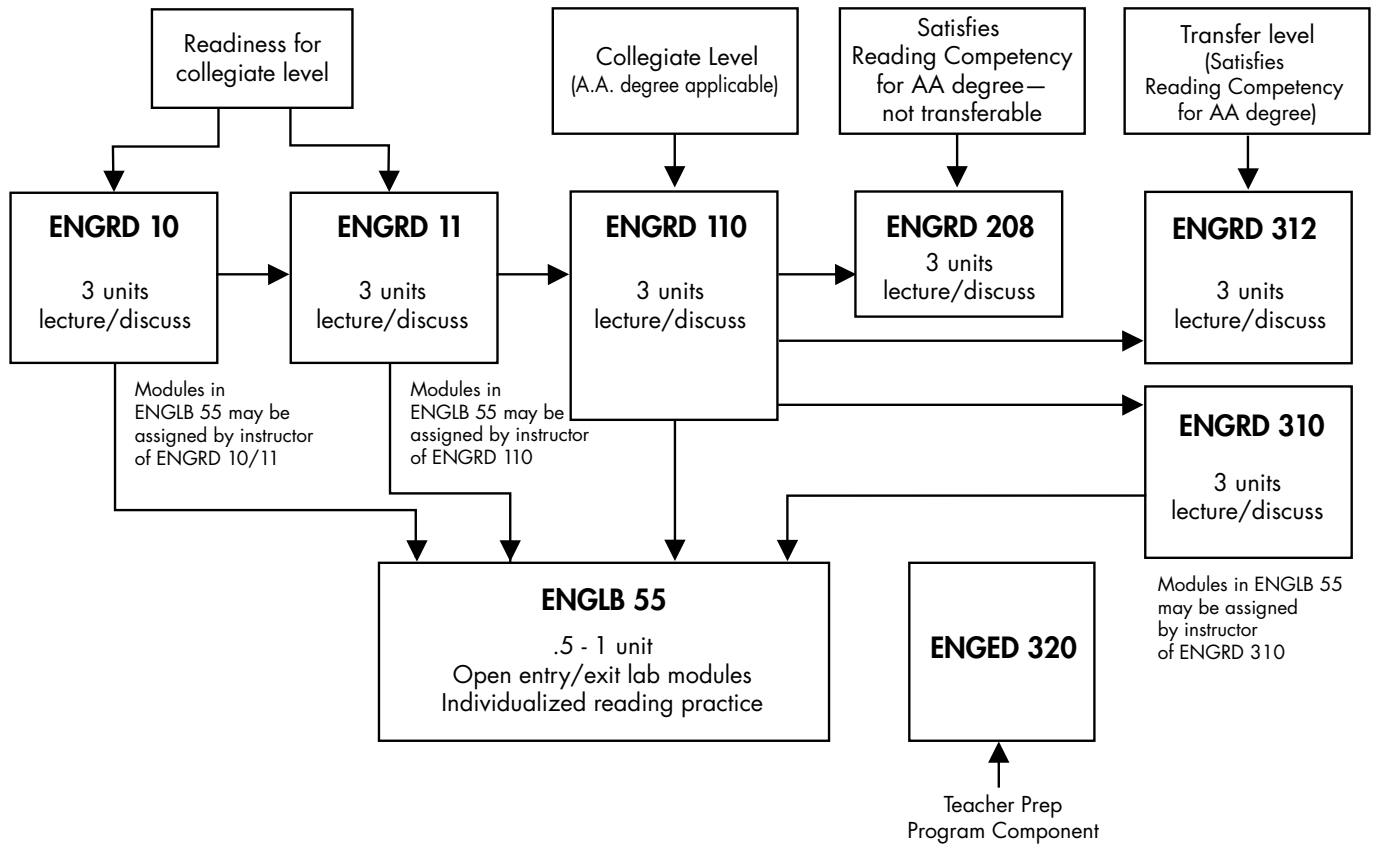 Readiness for
collegiate level
Collegiate Level
(A.A. degree applicable)
Satisfies
Reading Competency
for AA degree—
not transferable
Transfer level
(Satisfies
Reading Competency
for AA degree)
ENGRD 10
3 units
lecture/discuss
ENGRD 11
3 units
lecture/discuss
ENGRD 110
3 units
lecture/discuss
ENGRD 208
3 units
lecture/discuss
ENGRD 312
3 units
lecture/discuss
Modules in
ENGLB 55 may be
assigned by instructor
of ENGRD 10/11
Modules in
ENGLB 55 may be
assigned by instructor
of ENGRD 110
ENGRD 310
3 units
lecture/discuss
Modules in ENGLB 55
may be assigned
by instructor
of ENGRD 310
ENGLB 55
.5 - 1 unit
Open entry/exit lab modules
Individualized reading practice
ENGED 320
Teacher Prep
Program Component